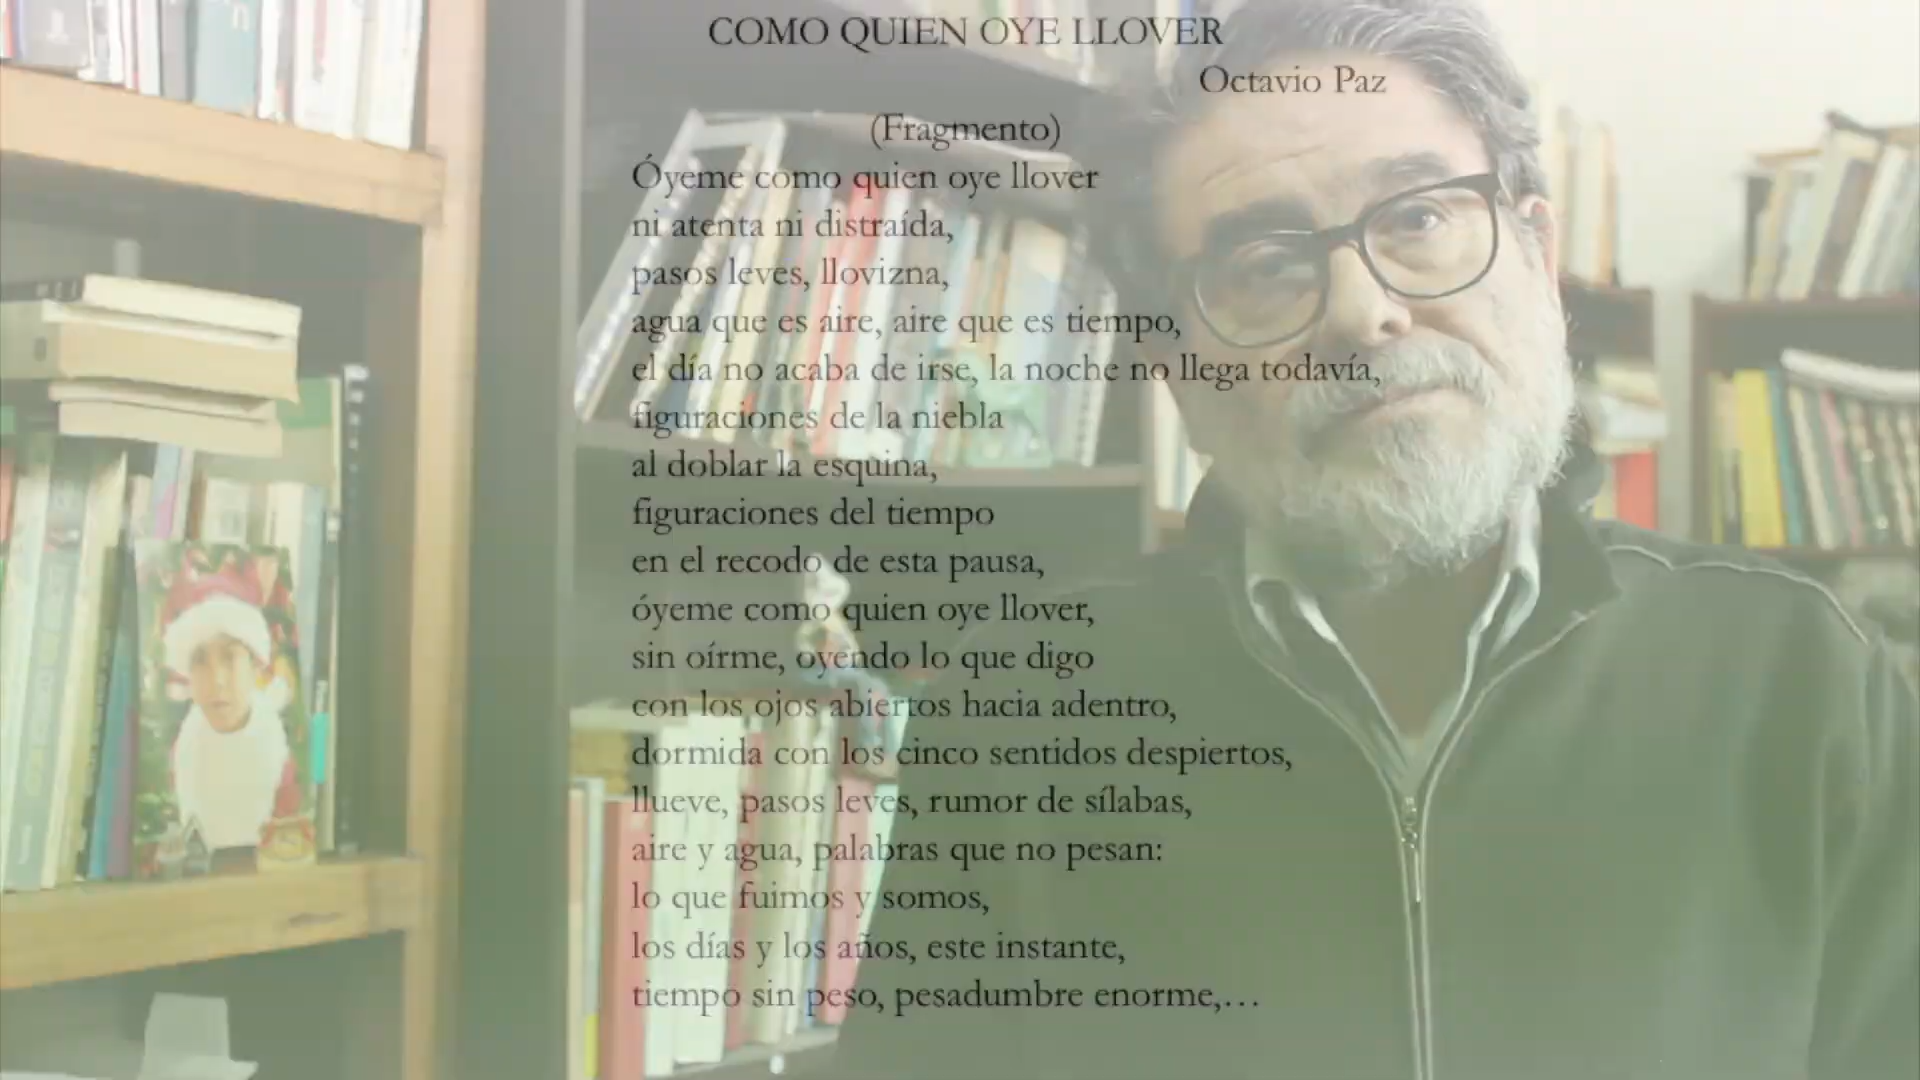 COMO QUIEN OYE LLOVER
Octavio Paz
(Fragmento)
Óyeme como quien oye llover
ni atenta ni distraída,
pasos leves, llovizna,
agua que es aire, aire que es tiempo,
el día no acaba de irse, la noche no llega todavía,
figuraciones de la niebla
al doblar la esquina,
figuraciones del tiempo
en el recodo de esta pausa,
óyeme como quien oye llover,
sin oírme, oyendo lo que digo
con los ojos abiertos hacia adentro,
dormida con los cinco sentidos despiertos,
llueve, pasos leves, rumor de sílabas,
aire y agua, palabras que no pesan:
lo que fuimos y somos,
los días y los años, este instante,
tiempo sin peso, pesadumbre enorme,…